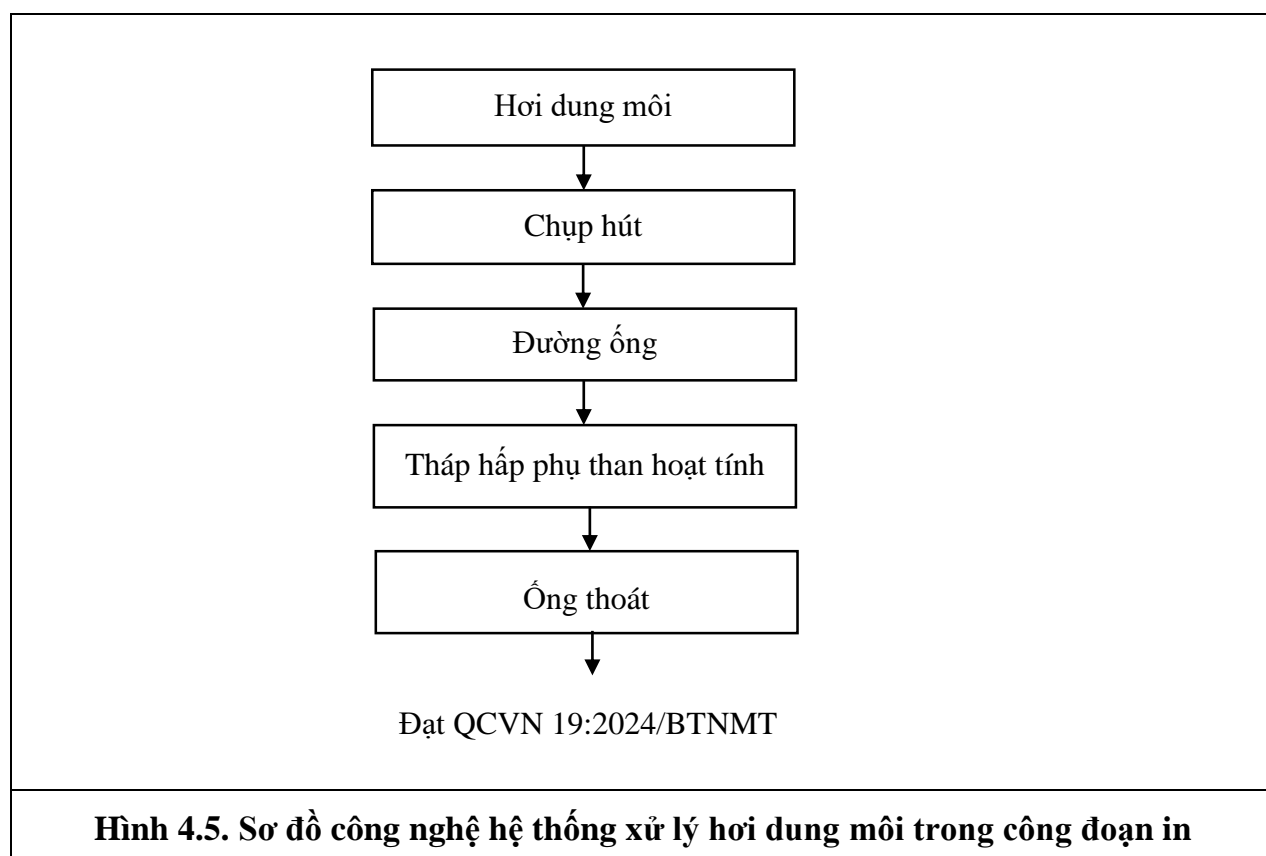 Hơi dung môi
Chụp hút
Đường ống
Tháp hấp phụ than hoạt tính
Ống thoát
Đạt QCVN 19:2024/BTNMT
Hình 4.5. Sơ đồ công nghệ hệ thống xử lý hơi dung môi trong công đoạn in